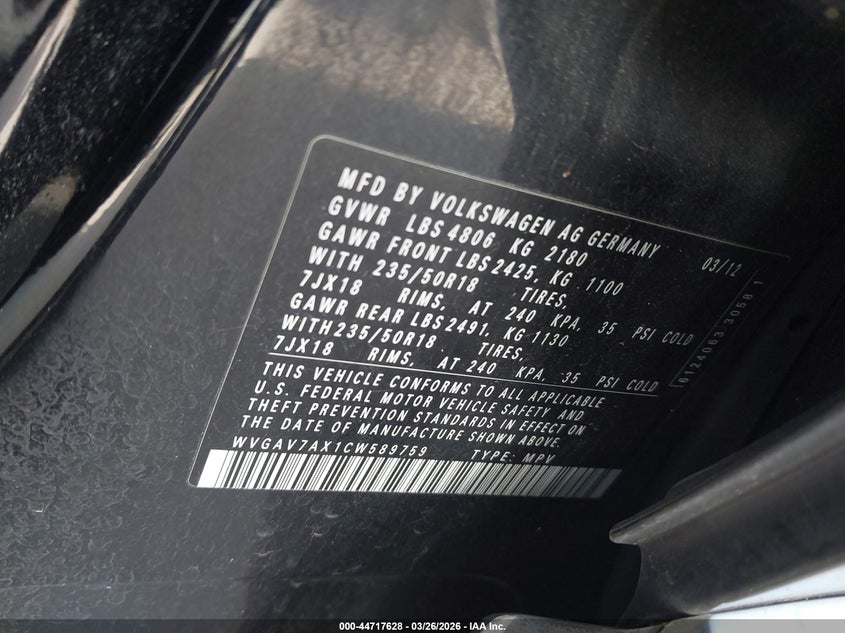 MFD BY VOLKSWAGEN AG GERMANY 03/12
GVWR LBS 4806 KG 2180
GAWR FRONT LBS 2425, KG 1100
WITH 235/50R18 TIRES,
7JX18 RIMS, AT 240 KPA, 35 PSI COLD
GAWR REAR LBS 2491, KG 1130
WITH 235/50R18 TIRES,
7JX18 RIMS, AT 240 KPA, 35 PSI COLD
THIS VEHICLE CONFORMS TO ALL APPLICABLE
U.S. FEDERAL MOTOR VEHICLE SAFETY AND
THEFT PREVENTION STANDARDS IN EFFECT ON
THE DATE OF MANUFACTURE SHOWN ABOVE.
WVGAV7AX1CW589759 TYPE: MPV
6124063 3058 1
000-44717628 - 03/26/2026 - IAA Inc.